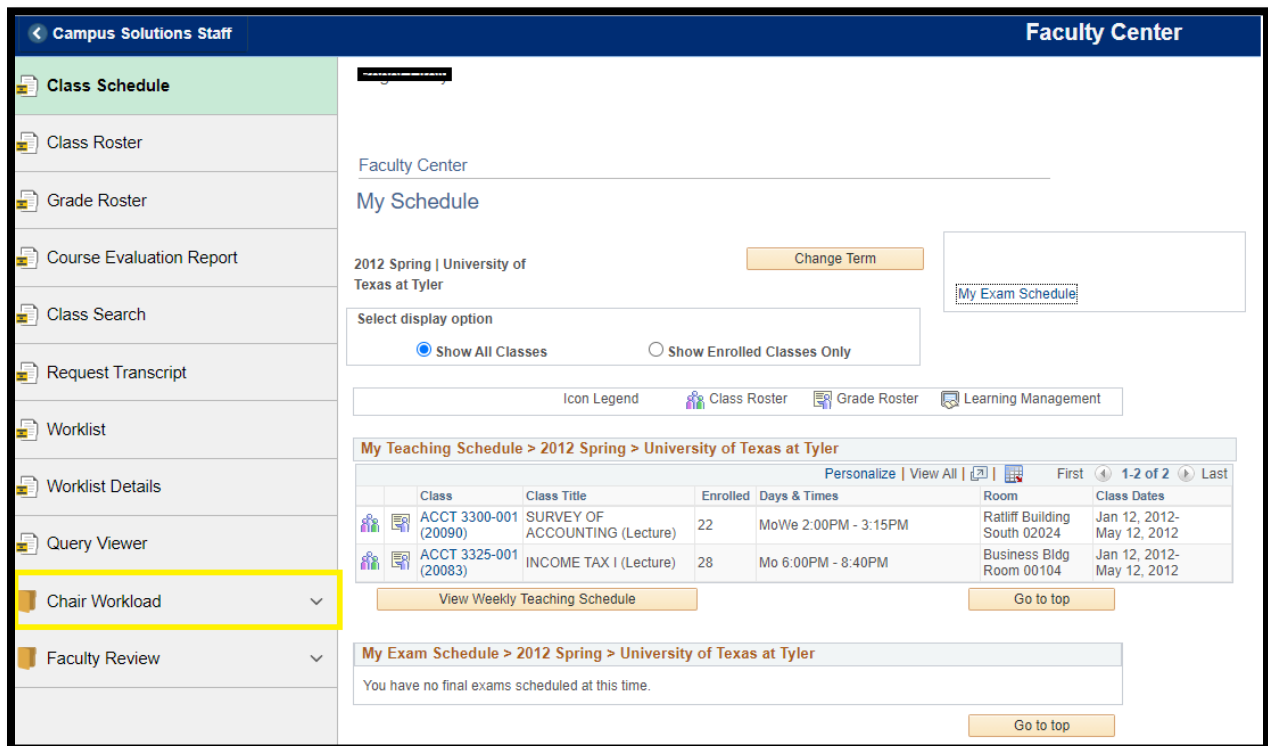 Campus Solutions Staff
Faculty Center
Class Schedule
Class Roster
Grade Roster
Course Evaluation Report
Class Search
Request Transcript
Worklist
Worklist Details
Query Viewer
Chair Workload
Faculty Review
Faculty Center
My Schedule
2012 Spring | University of
Texas at Tyler
Change Term
My Exam Schedule
Select display option
Show All Classes Show Enrolled Classes Only
Icon Legend Class Roster Grade Roster Learning Management
My Teaching Schedule > 2012 Spring > University of Texas at Tyler
Personalize | View All | | First 1-2 of 2 Last
Class Class Title Enrolled Days & Times Room Class Dates
ACCT 3300-001 SURVEY OF 22 MoWe 2:00PM - 3:15PM Ratliff Building Jan 12, 2012-
(20090) ACCOUNTING (Lecture) South 02024 May 12, 2012
ACCT 3325-001 INCOME TAX I (Lecture) 28 Mo 6:00PM - 8:40PM Business Bldg Jan 12, 2012-
(20083) Room 00104 May 12, 2012
View Weekly Teaching Schedule Go to top
My Exam Schedule > 2012 Spring > University of Texas at Tyler
You have no final exams scheduled at this time.
Go to top